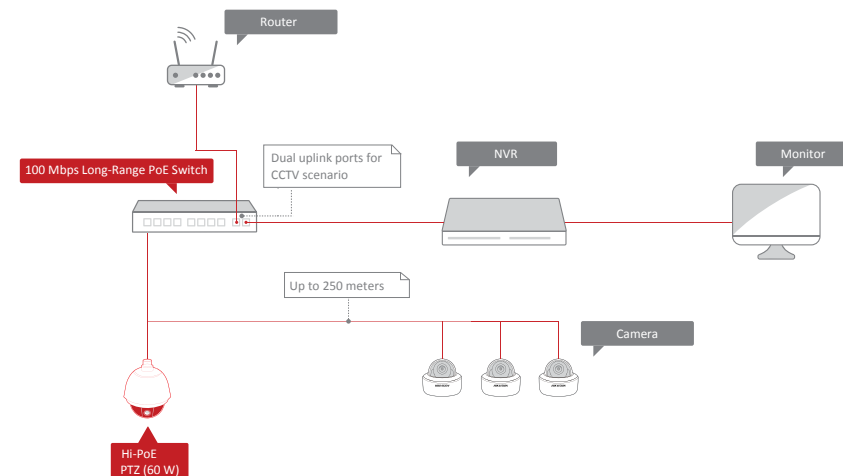 Router
100 Mbps Long-Range PoE Switch
Dual uplink ports for
CCTV scenario
NVR
Monitor
Up to 250 meters
Camera
Hi-PoE
PTZ (60 W)